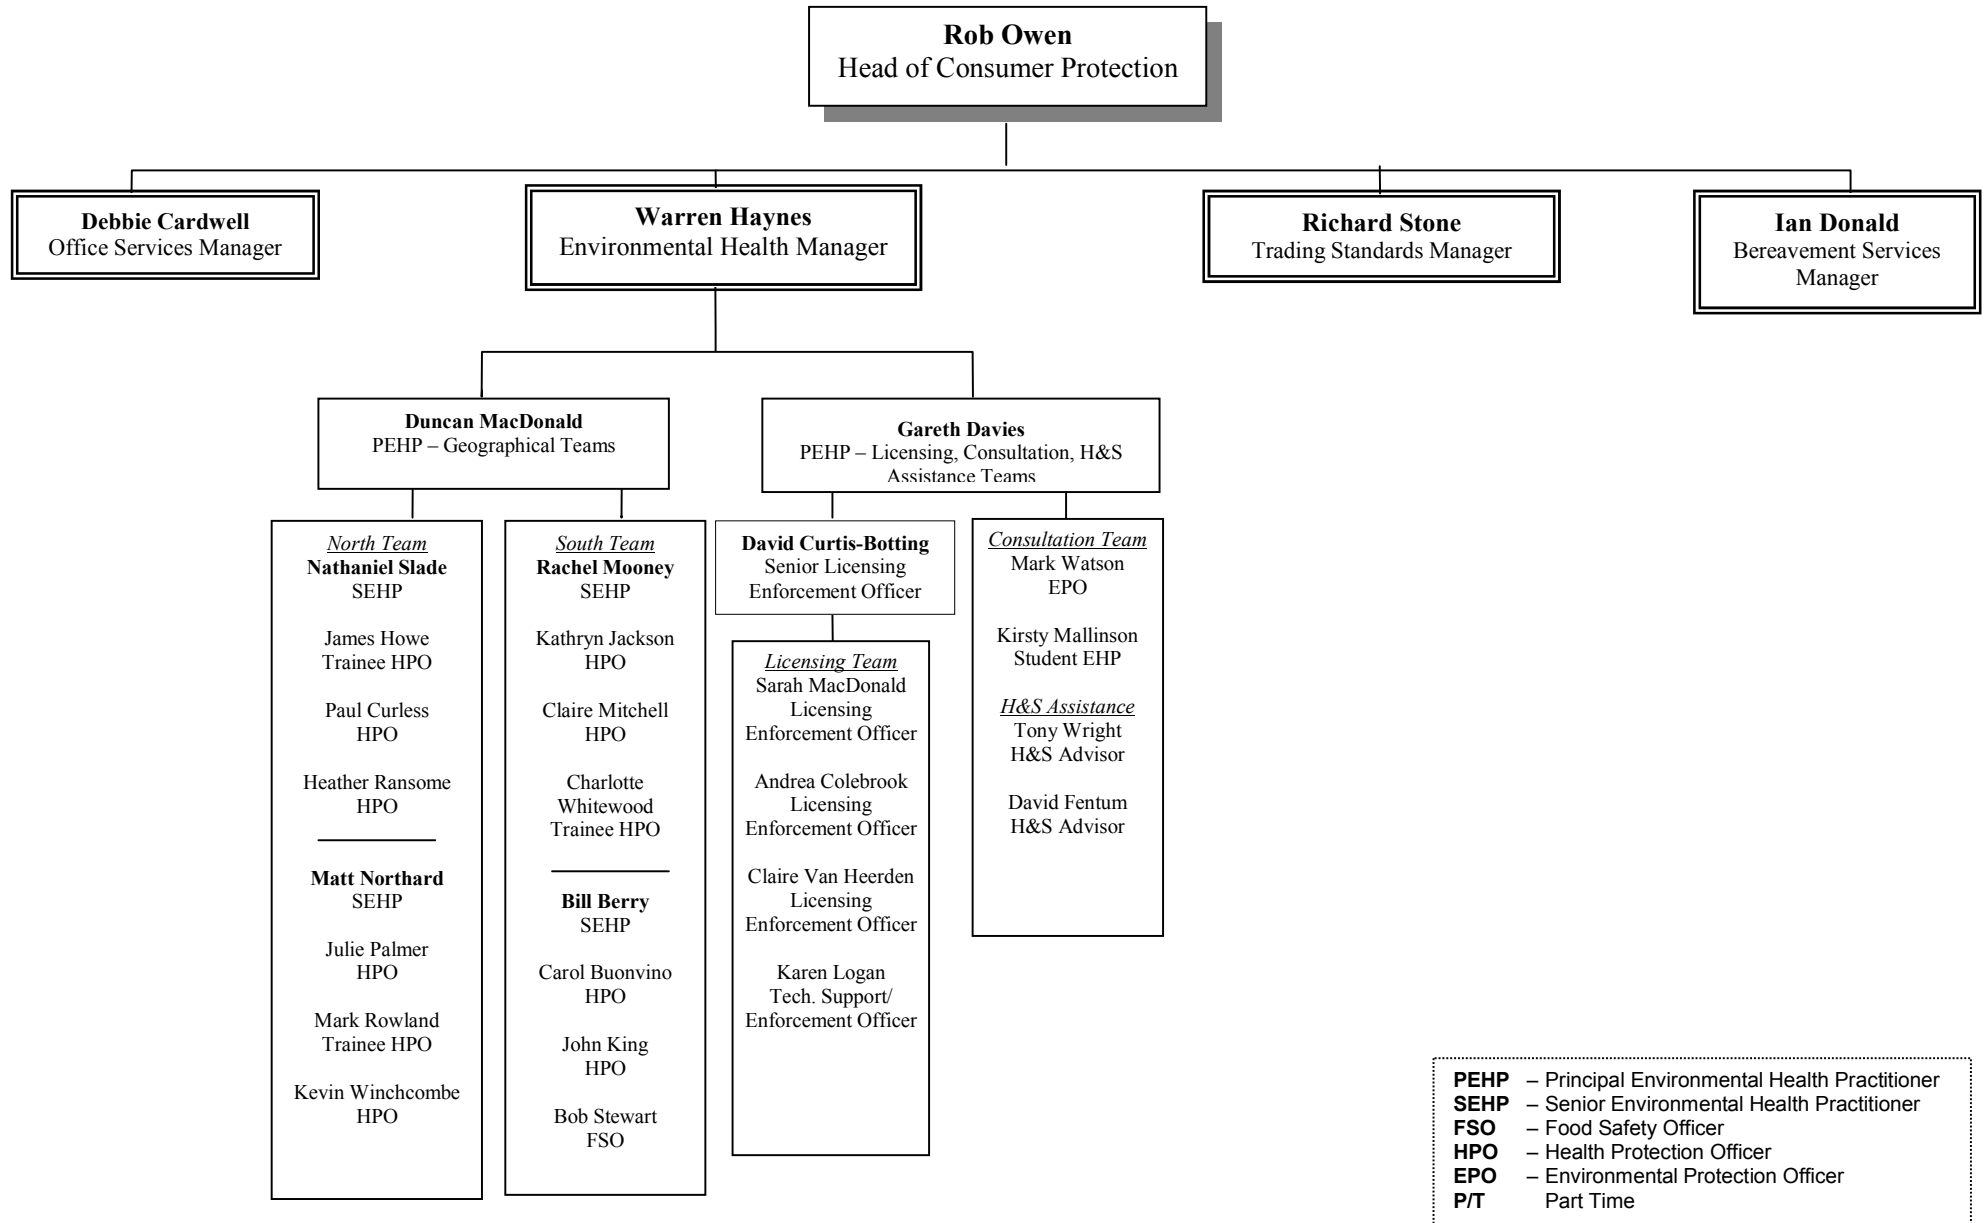 Rob Owen
Head of Consumer Protection
Debbie Cardwell
Office Services Manager
Warren Haynes
Environmental Health Manager
Richard Stone
Trading Standards Manager
Ian Donald
Bereavement Services
Manager
Duncan MacDonald
PEHP – Geographical Teams
Gareth Davies
PEHP – Licensing, Consultation, H&S
Assistance Teams
North Team
Nathaniel Slade
SEHP
James Howe
Trainee HPO
Paul Curless
HPO
Heather Ransome
HPO
Matt Northard
SEHP
Julie Palmer
HPO
Mark Rowland
Trainee HPO
Kevin Winchcombe
HPO
South Team
Rachel Mooney
SEHP
Kathryn Jackson
HPO
Claire Mitchell
HPO
Charlotte
Whitewood
Trainee HPO
Bill Berry
SEHP
Carol Buonvino
HPO
John King
HPO
Bob Stewart
FSO
David Curtis-Botting
Senior Licensing
Enforcement Officer
Licensing Team
Sarah MacDonald
Licensing
Enforcement Officer
Andrea Colebrook
Licensing
Enforcement Officer
Claire Van Heerden
Licensing
Enforcement Officer
Karen Logan
Tech. Support/
Enforcement Officer
Consultation Team
Mark Watson
EPO
Kirsty Mallinson
Student EHP
H&S Assistance
Tony Wright
H&S Advisor
David Fentum
H&S Advisor
PEHP – Principal Environmental Health Practitioner
SEHP – Senior Environmental Health Practitioner
FSO – Food Safety Officer
HPO – Health Protection Officer
EPO – Environmental Protection Officer
P/T Part Time